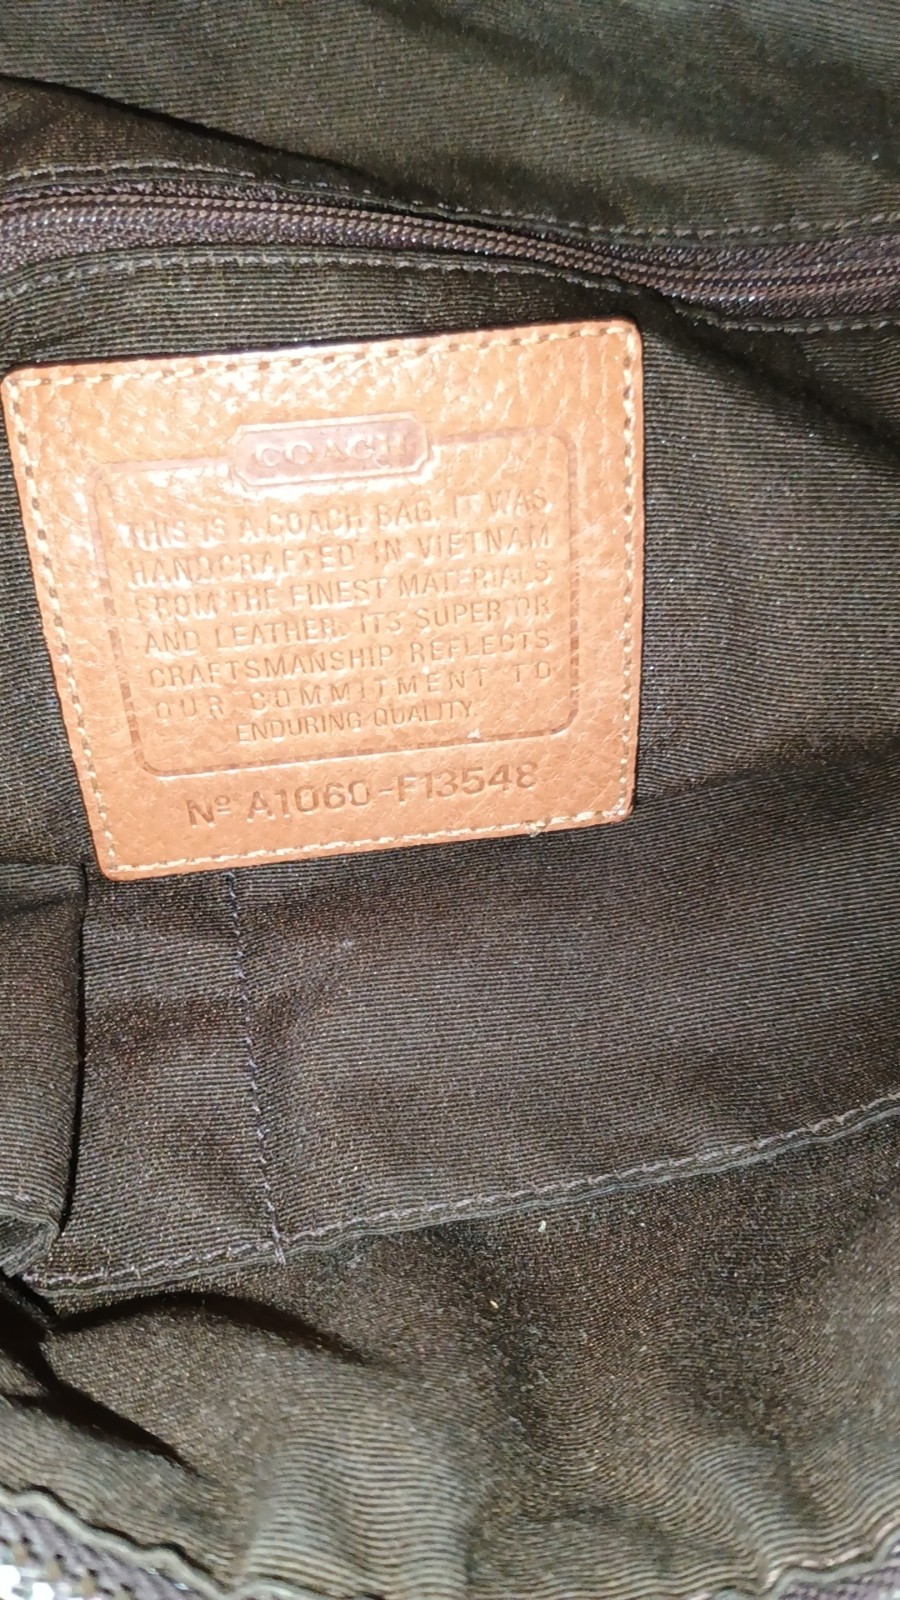 COACH
THIS IS A COACH BAG. IT WAS
HANDCRAFTED IN VIETNAM
FROM THE FINEST MATERIALS
AND LEATHER. ITS SUPERIOR
CRAFTSMANSHIP REFLECTS
OUR COMMITMENT TO
ENDURING QUALITY.
Nº A1060-F13548